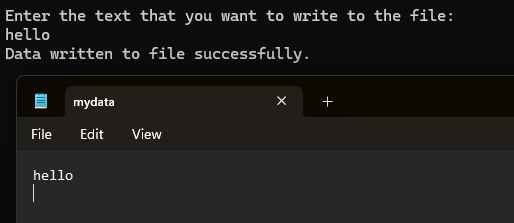 Enter the text that you want to write to the file:
hello
Data written to file successfully.
mydata
File Edit View
hello